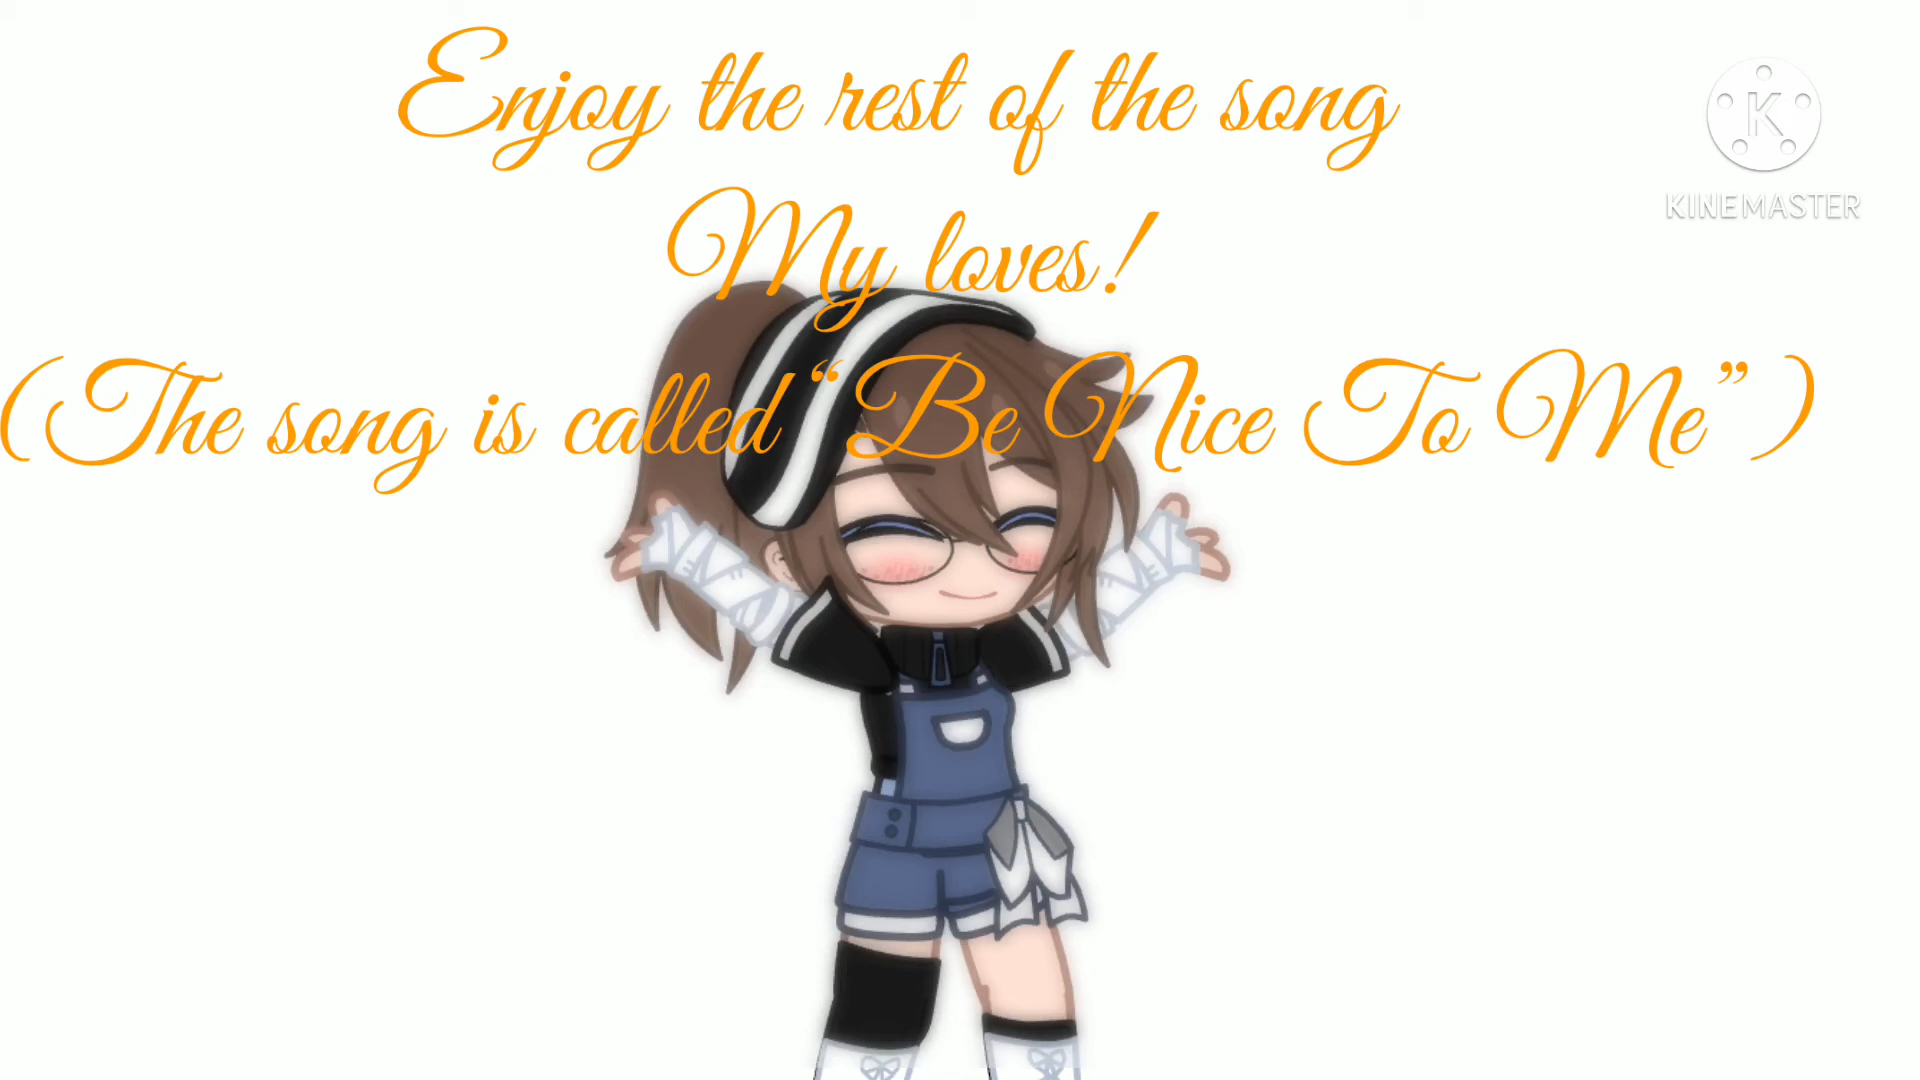 Enjoy the rest of the song
My loves!
(The song is called “Be Nice To Me”)
K
KINEMASTER